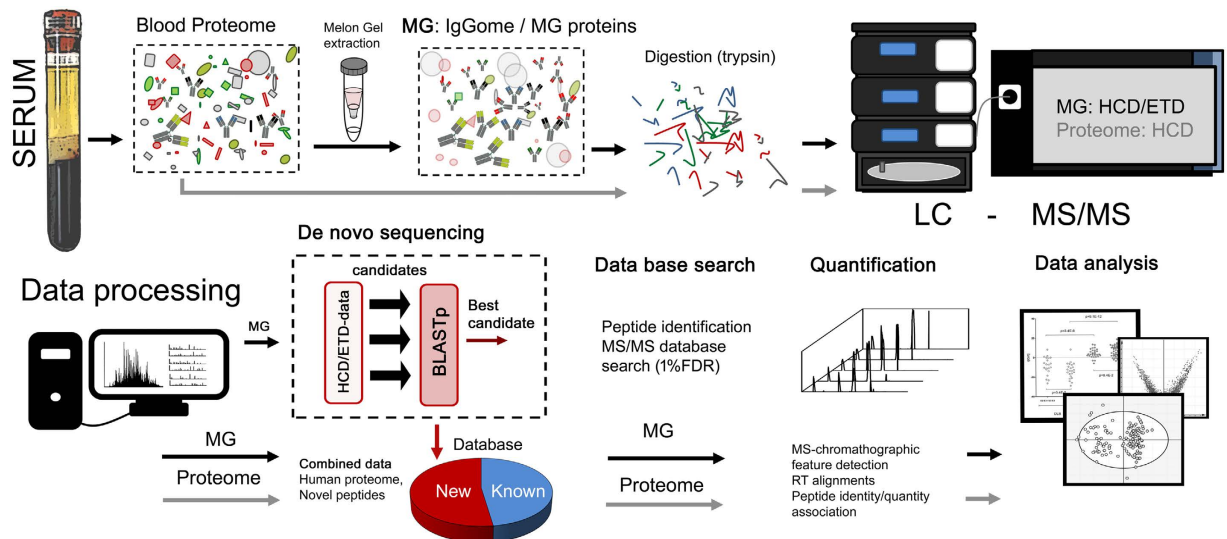 SERUM
Blood Proteome
Melon Gel
extraction
MG: IgGome / MG proteins
Digestion (trypsin)
MG: HCD/ETD
Proteome: HCD
LC - MS/MS
Data processing
MG
De novo sequencing
candidates
HCD/ETD-data
BLASTp
Best
candidate
Data base search
Peptide identification
MS/MS database
search (1%FDR)
Quantification
Data analysis
MG
Proteome
Combined data
Human proteome,
Novel peptides
Database
New
Known
MG
Proteome
MS-chromatographic
feature detection
RT alignments
Peptide identity/quantity
association